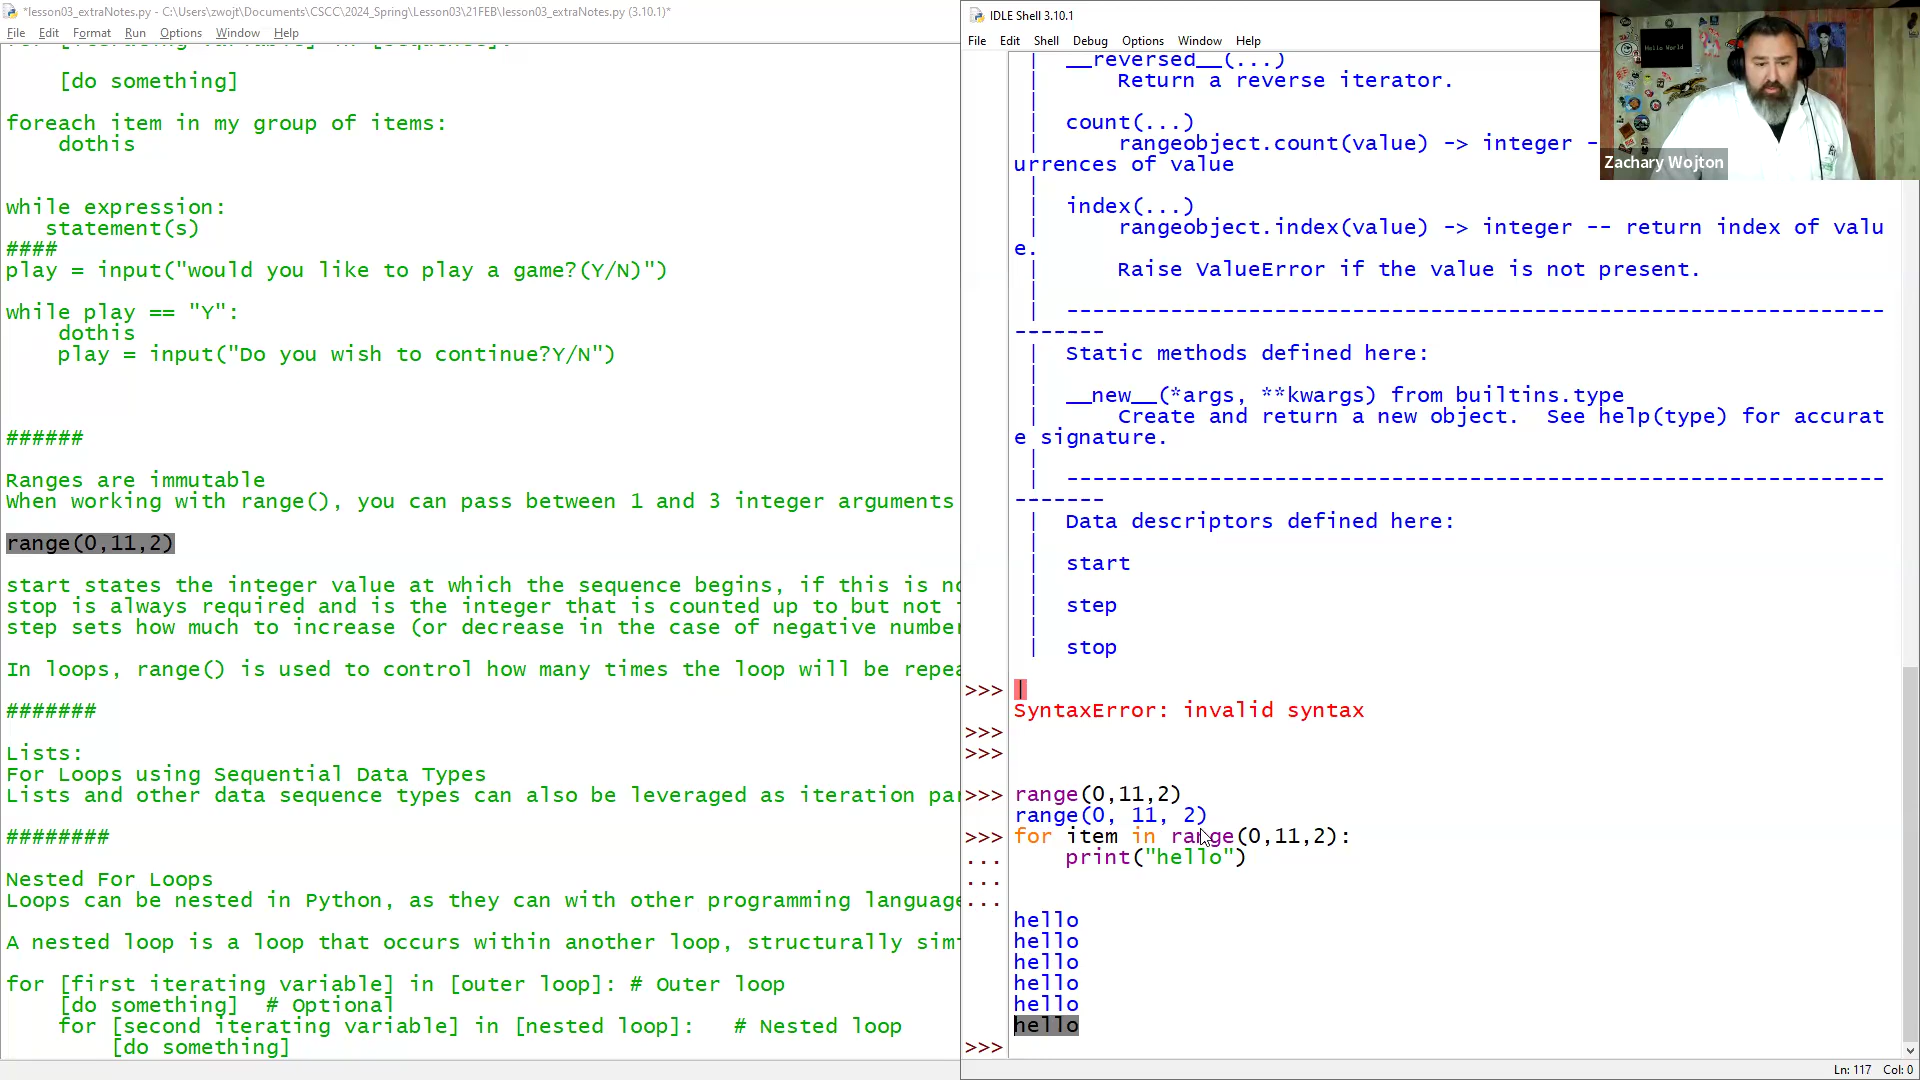 *lesson03_extraNotes.py - C:\Users\zwojt\Documents\CSCC\2024_Spring\Lesson03\21FEB\lesson03_extraNotes.py (3.10.1)*
File Edit Format Run Options Window Help
[do something]
foreach item in my group of items:
dothis
while expression:
statement(s)
####
play = input("would you like to play a game?(Y/N)")
while play == "Y":
dothis
play = input("Do you wish to continue?Y/N")
######
Ranges are immutable
When working with range(), you can pass between 1 and 3 integer arguments
range(0,11,2)
start states the integer value at which the sequence begins, if this is no
stop is always required and is the integer that is counted up to but not
step sets how much to increase (or decrease in the case of negative number
In loops, range() is used to control how many times the loop will be repea
#######
Lists:
For Loops using Sequential Data Types
Lists and other data sequence types can also be leveraged as iteration pa
########
Nested For Loops
Loops can be nested in Python, as they can with other programming language
A nested loop is a loop that occurs within another loop, structurally sim
for [first iterating variable] in [outer loop]: # Outer loop
[do something]  # Optional
for [second iterating variable] in [nested loop]:   # Nested loop
[do something]
IDLE Shell 3.10.1
File Edit Shell Debug Options Window Help
 |  __reversed__(...)
 |      Return a reverse iterator.
 |
 |  count(...)
 |      rangeobject.count(value) -> integer -
urrences of value
 |
 |  index(...)
 |      rangeobject.index(value) -> integer -- return index of valu
e.
 |      Raise ValueError if the value is not present.
 |
 |  ---------------------------------------------------------------
-------
 |  Static methods defined here:
 |
 |  __new__(*args, **kwargs) from builtins.type
 |      Create and return a new object.  See help(type) for accurat
e signature.
 |
 |  ---------------------------------------------------------------
-------
 |  Data descriptors defined here:
 |
 |  start
 |
 |  step
 |
 |  stop
>>> |
SyntaxError: invalid syntax
>>>
>>>
>>> range(0,11,2)
range(0, 11, 2)
>>> for item in range(0,11,2):
...     print("hello")
...
...
hello
hello
hello
hello
hello
hello
>>>
Ln: 117 Col: 0
Hello World
Zachary Wojton